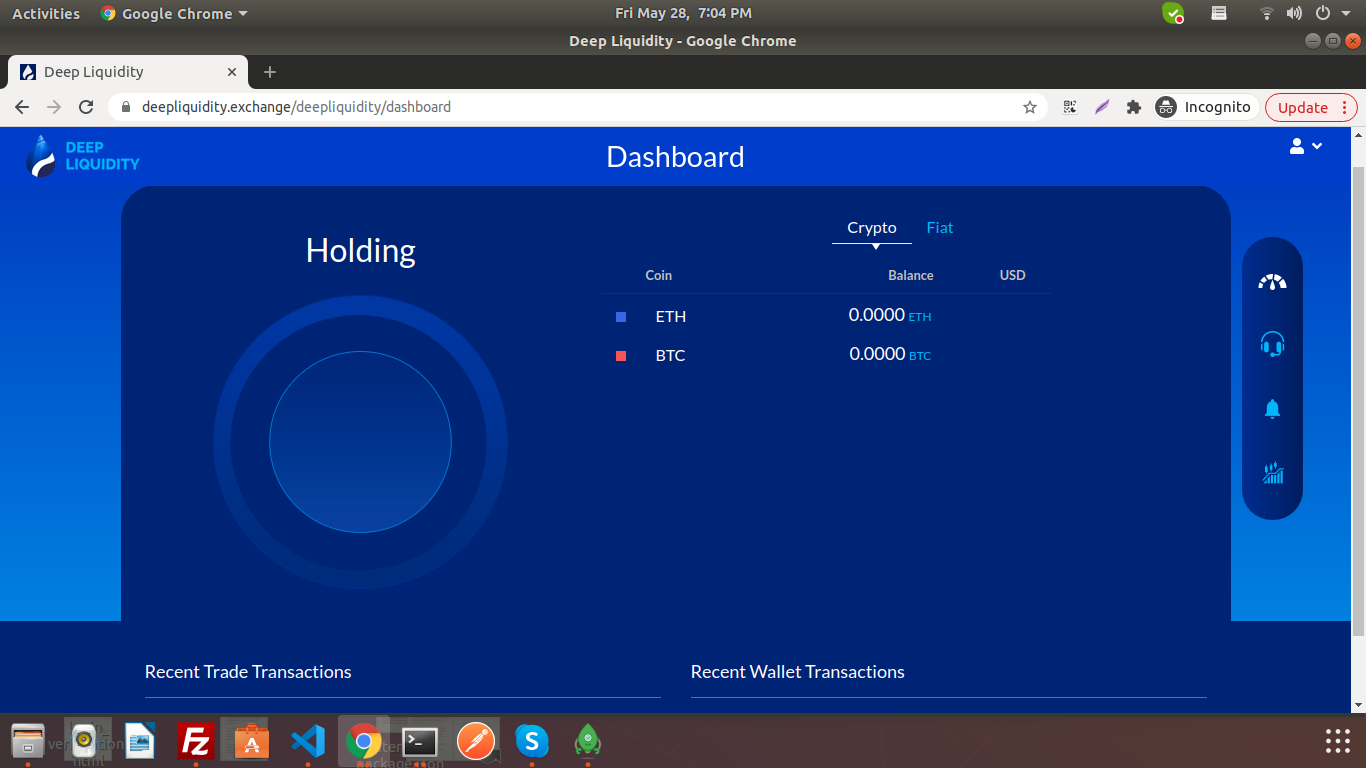 Activities
Google Chrome
Fri May 28, 7:04 PM
Deep Liquidity - Google Chrome
Deep Liquidity
deepliquidity.exchange/deepliquidity/dashboard
Incognito
Update
DEEP
LIQUIDITY
Dashboard
Holding
Crypto
Fiat
Coin
Balance
USD
ETH
0.0000 ETH
BTC
0.0000 BTC
Recent Trade Transactions
Recent Wallet Transactions
Fz
html